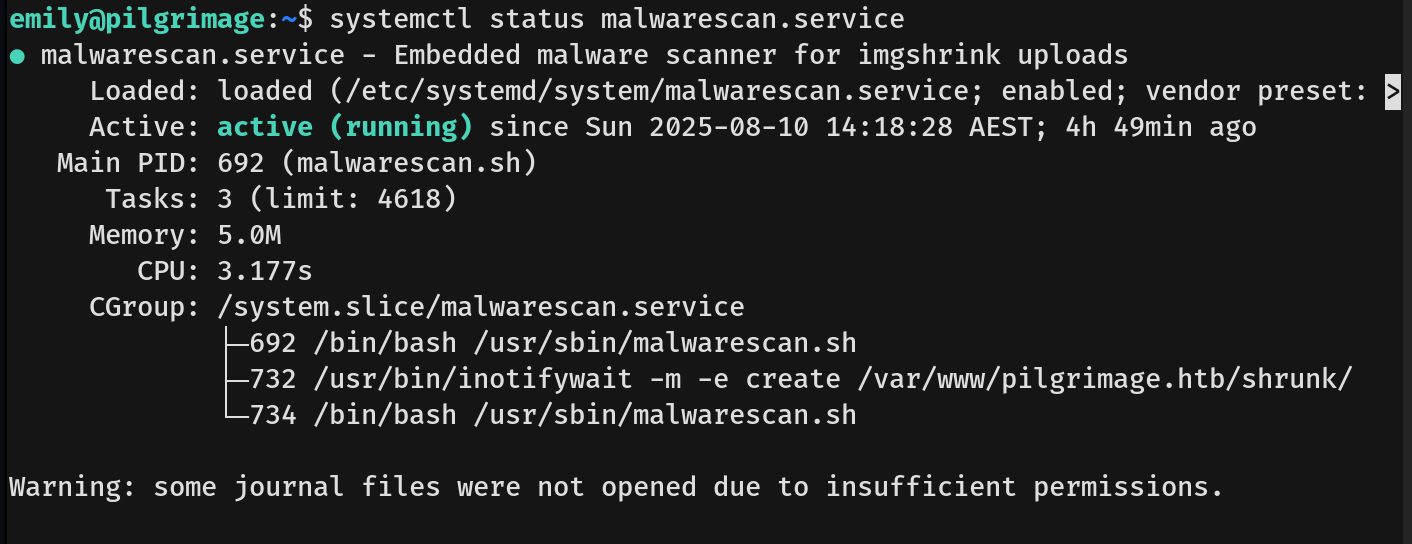 emily@pilgrimage:~$ systemctl status malwarescan.service
● malwarescan.service - Embedded malware scanner for imgshrink uploads
     Loaded: loaded (/etc/systemd/system/malwarescan.service; enabled; vendor preset: >
     Active: active (running) since Sun 2025-08-10 14:18:28 AEST; 4h 49min ago
   Main PID: 692 (malwarescan.sh)
      Tasks: 3 (limit: 4618)
     Memory: 5.0M
        CPU: 3.177s
     CGroup: /system.slice/malwarescan.service
             ├─692 /bin/bash /usr/sbin/malwarescan.sh
             ├─732 /usr/bin/inotifywait -m -e create /var/www/pilgrimage.htb/shrunk/
             └─734 /bin/bash /usr/sbin/malwarescan.sh

Warning: some journal files were not opened due to insufficient permissions.